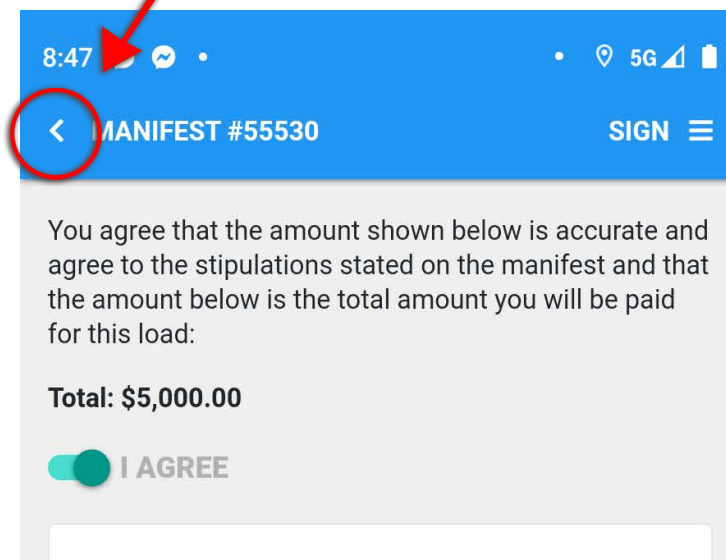 8:47 5G
MANIFEST #55530 SIGN
You agree that the amount shown below is accurate and
agree to the stipulations stated on the manifest and that
the amount below is the total amount you will be paid
for this load:
Total: $5,000.00
I AGREE